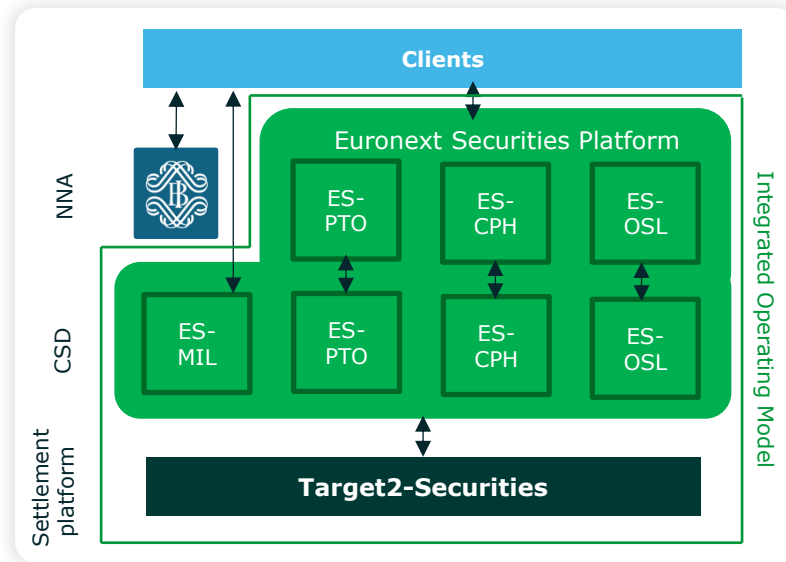 Clients
Euronext Securities Platform
NNA
ES-
PTO
ES-
CPH
ES-
OSL
CSD
ES-
MIL
ES-
PTO
ES-
CPH
ES-
OSL
Settlement
platform
Target2-Securities
Integrated Operating Model